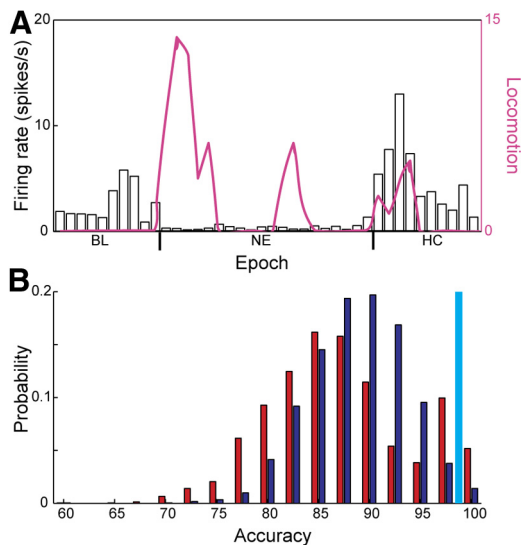 A
20
10
0
Firing rate (spikes/s)
15
0
Locomotion
BL NE HC
Epoch
B
0.2
0.1
0
Probability
60 65 70 75 80 85 90 95 100
Accuracy